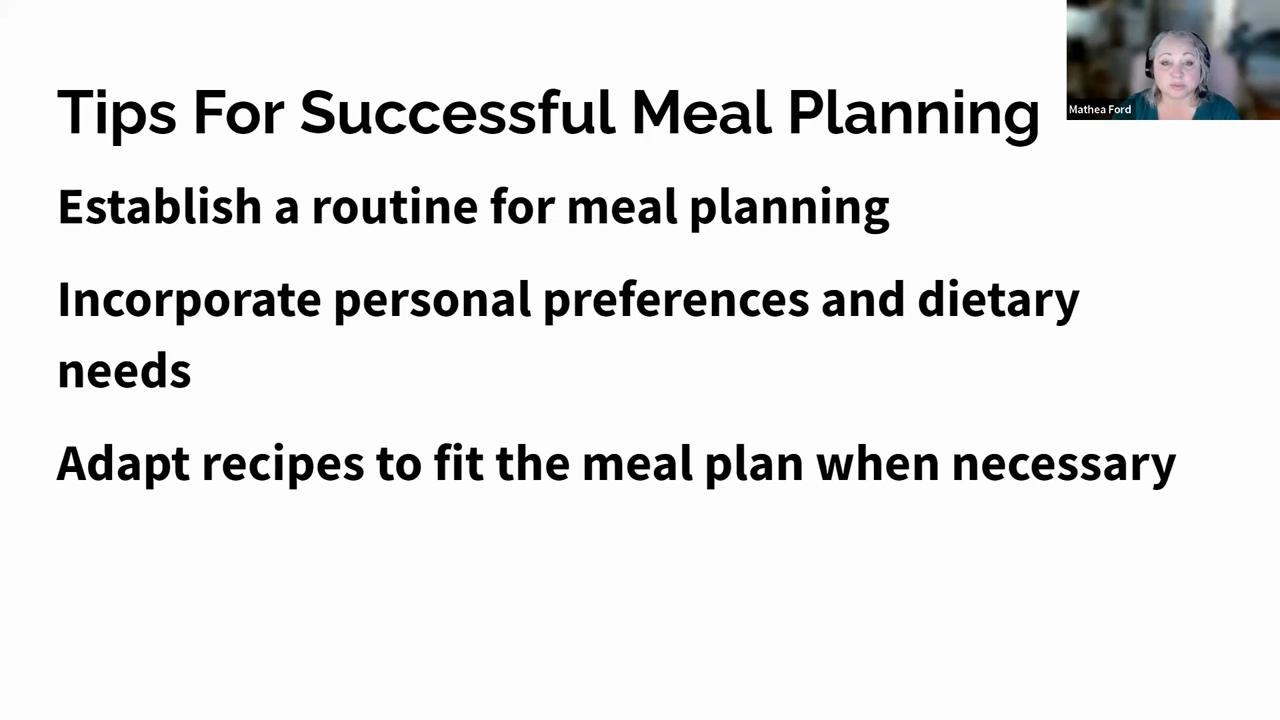 Tips For Successful Meal Planning
Mathea Ford
Establish a routine for meal planning
Incorporate personal preferences and dietary
needs
Adapt recipes to fit the meal plan when necessary